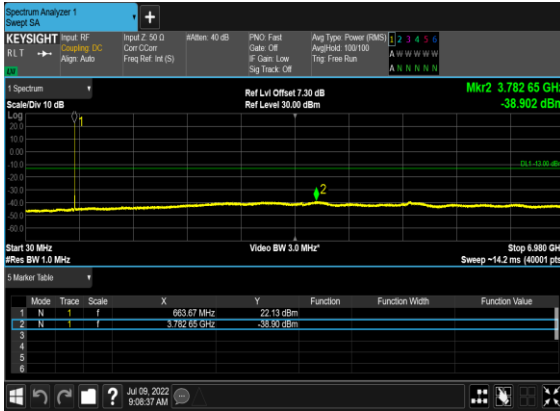 Spectrum Analyzer 1
Swept SA
+
KEYSIGHT Input: RF Input Z: 50 Ω #Atten: 40 dB PNO: Fast Avg Type: Power (RMS) 1 2 3 4 5 6
RLT Coupling: DC Corr CCorr Gate: Off Avg|Hold: 100/100 A W W W W W
Align: Auto Freq Ref: Int (S) IF Gain: Low Trig: Free Run
Sig Track: Off A N N N N N
1 Spectrum
Ref Lvl Offset 7.30 dB Mkr2 3.782 65 GHz
Scale/Div 10 dB Ref Level 30.00 dBm -38.902 dBm
Log
1
20.0
10.0
0.00
-10.0
DL1 -13.00 dBm
-20.0
-30.0
2
-40.0
-50.0
-60.0
Start 30 MHz Video BW 3.0 MHz* Stop 6.980 GH
#Res BW 1.0 MHz Sweep ~14.2 ms (40001 pts
5 Marker Table
Mode Trace Scale X Y Function Function Width Function Value
1 N 1 f 663.67 MHz 22.13 dBm
2 N 1 f 3.782 65 GHz -38.90 dBm
3
4
5
6
? Jul 09, 2022
9:08:37 AM